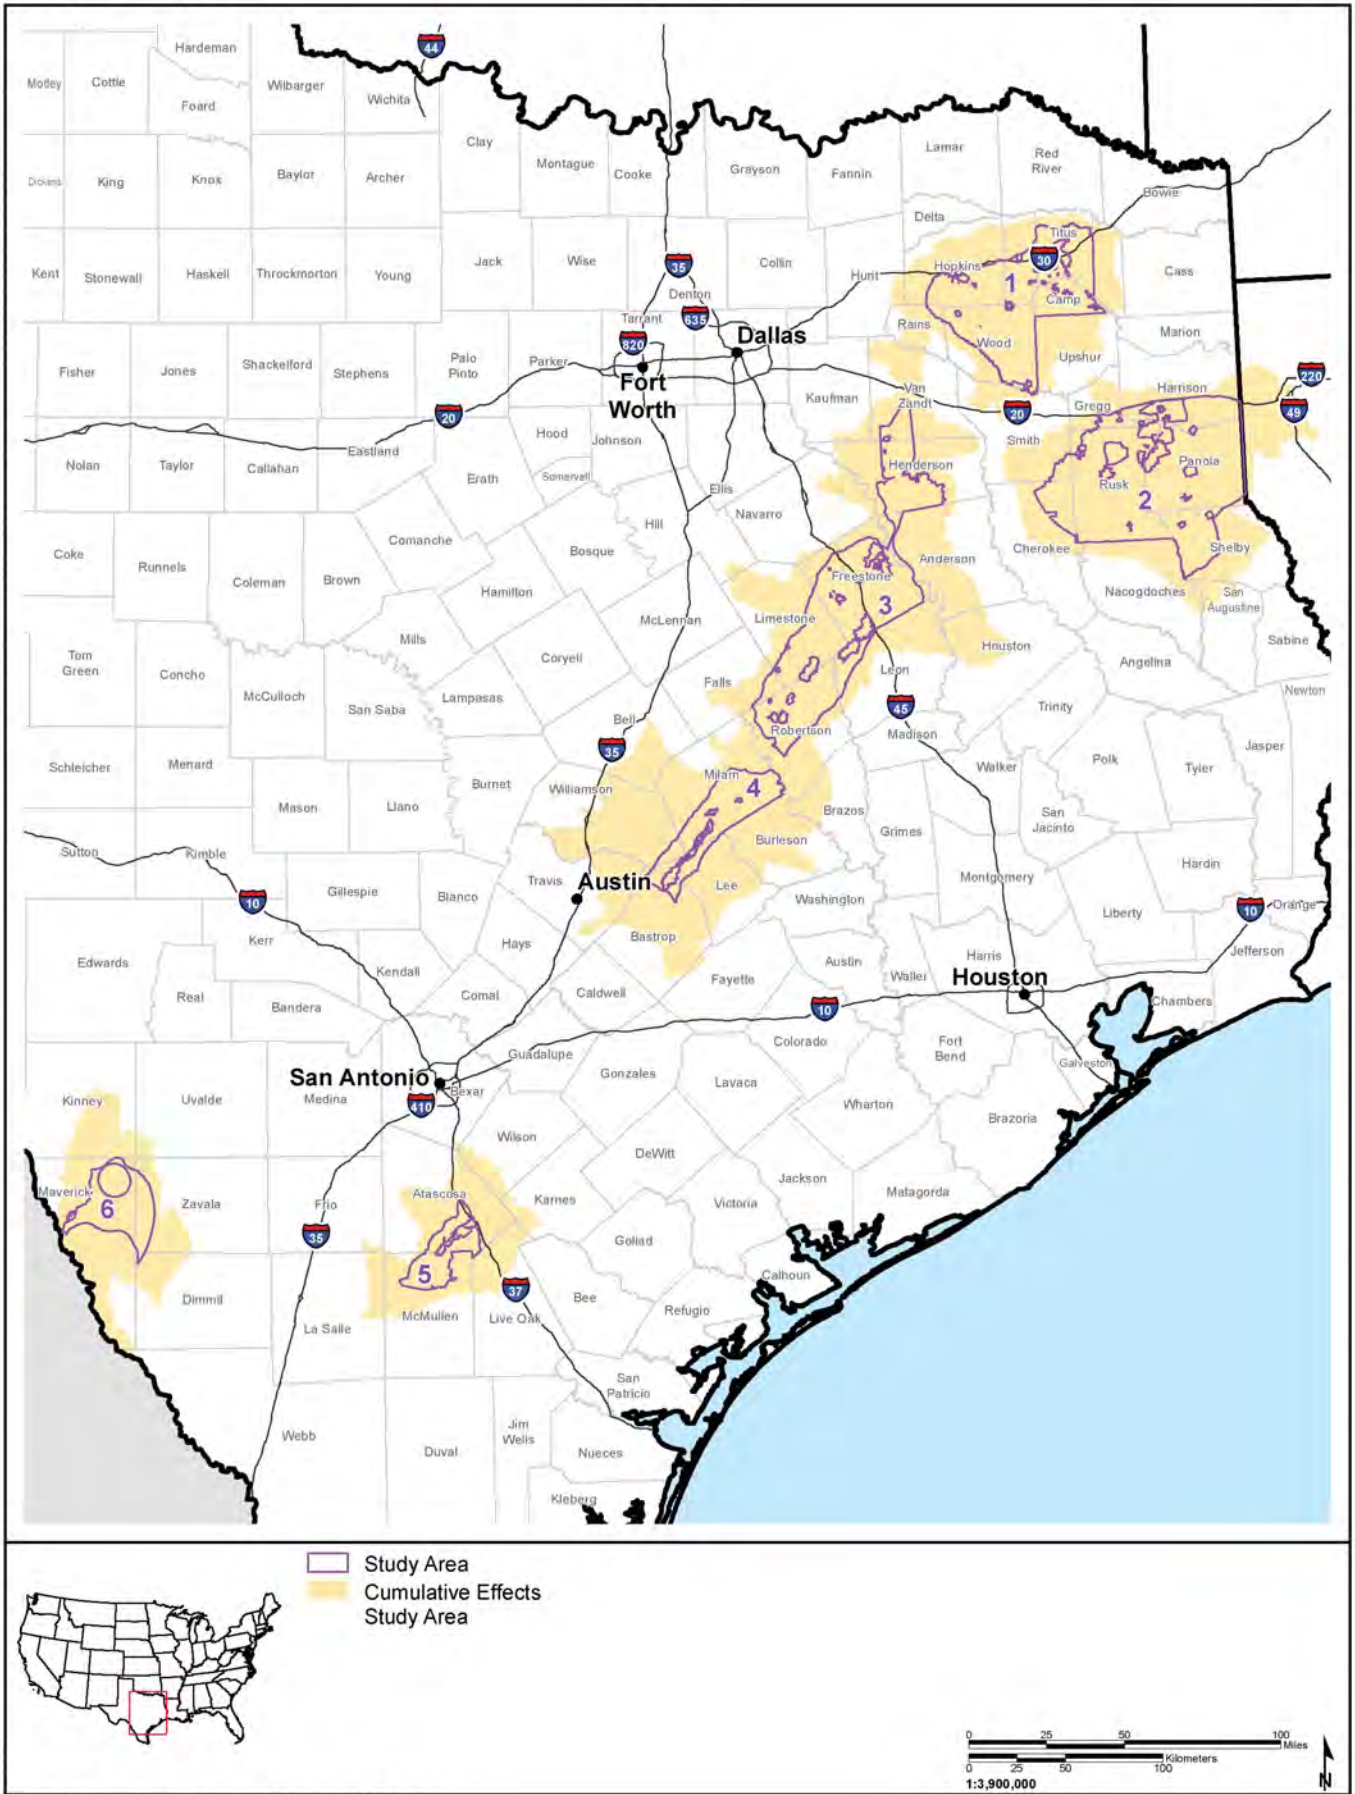 Hardeman
44
Motley
Cottle
Foard
Wilbarger
Wichita
Clay
Montague
Cooke
Grayson
Fannin
Lamar
Red
River
Bowie
Dickens
King
Knox
Baylor
Archer
Delta
Titus
Kent
Stonewall
Haskell
Throckmorton
Young
Jack
Wise
35
Denton
Collin
Hunt
Hopkins
30
1
Camp
Cass
Tarrant
635
820
Dallas
Rains
Wood
Upshur
Marion
Fisher
Jones
Shackelford
Stephens
Palo
Pinto
Parker
Fort
Worth
Kaufman
Van
Zandt
20
Gregg
Harrison
220
49
20
Eastland
Hood
Johnson
Smith
Nolan
Taylor
Callahan
Erath
Somervell
Ellis
Henderson
Rusk
Panola
2
Navarro
Hill
Coke
Runnels
Coleman
Brown
Comanche
Bosque
Hamilton
Anderson
Cherokee
Shelby
Freestone
3
Nacogdoches
San
Augustine
Limestone
McLennan
Houston
Sabine
Tom
Green
Concho
McCulloch
Mills
San Saba
Coryell
Lampasas
Falls
Leon
Angelina
Newton
45
Trinity
Bell
Robertson
Madison
35
Schleicher
Menard
Burnet
Williamson
Milam
4
Walker
Polk
Tyler
Jasper
Mason
Llano
Brazos
Grimes
San
Jacinto
Burleson
Sutton
Kimble
Hardin
10
Gillespie
Blanco
Travis
Austin
Lee
Washington
Montgomery
Liberty
10
Orange
Edwards
Kerr
Hays
Bastrop
Jefferson
Kendall
Fayette
Austin
Waller
Harris
Houston
Real
Bandera
Comal
Caldwell
10
Chambers
Colorado
Fort
Bend
Galveston
Guadalupe
Gonzales
Lavaca
San Antonio
Bexar
410
Kinney
Uvalde
Medina
Wharton
Brazoria
Wilson
DeWitt
Jackson
Matagorda
Maverick
6
Zavala
Frio
Atascosa
Karnes
Victoria
35
Goliad
5
37
Calhoun
Dimmit
La Salle
McMullen
Live Oak
Bee
Refugio
San
Patricio
Webb
Duval
Jim
Wells
Nueces
Kleberg
Study Area
Cumulative Effects
Study Area
0 25 50 100
Miles
Kilometers
0 25 50 100
1:3,900,000
N